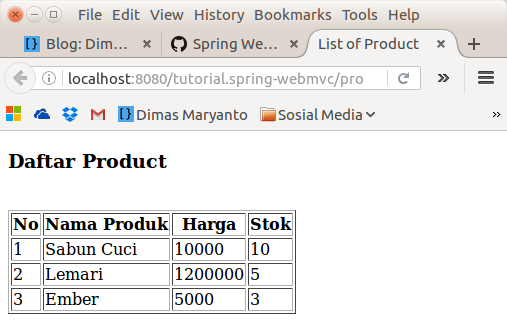 File Edit View History Bookmarks Tools Help
Blog: Dim... Spring We... List of Product
localhost:8080/tutorial.spring-webmvc/pro
Dimas Maryanto Sosial Media
Daftar Product
No Nama Produk Harga Stok
1 Sabun Cuci 10000 10
2 Lemari 1200000 5
3 Ember 5000 3